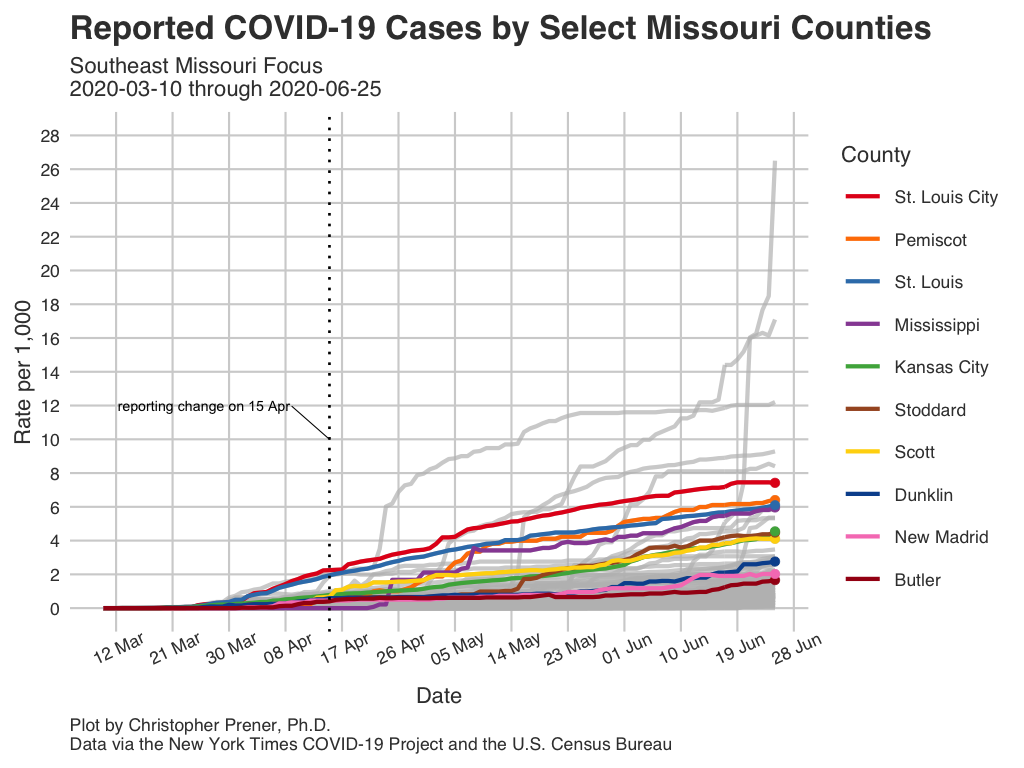 Reported COVID-19 Cases by Select Missouri Counties
Southeast Missouri Focus
2020-03-10 through 2020-06-25
Rate per 1,000
28
26
24
22
20
18
16
14
12
10
8
6
4
2
0
reporting change on 15 Apr
12 Mar
21 Mar
30 Mar
08 Apr
17 Apr
26 Apr
05 May
14 May
23 May
01 Jun
10 Jun
19 Jun
28 Jun
Date
County
St. Louis City
Pemiscot
St. Louis
Mississippi
Kansas City
Stoddard
Scott
Dunklin
New Madrid
Butler
Plot by Christopher Prener, Ph.D.
Data via the New York Times COVID-19 Project and the U.S. Census Bureau